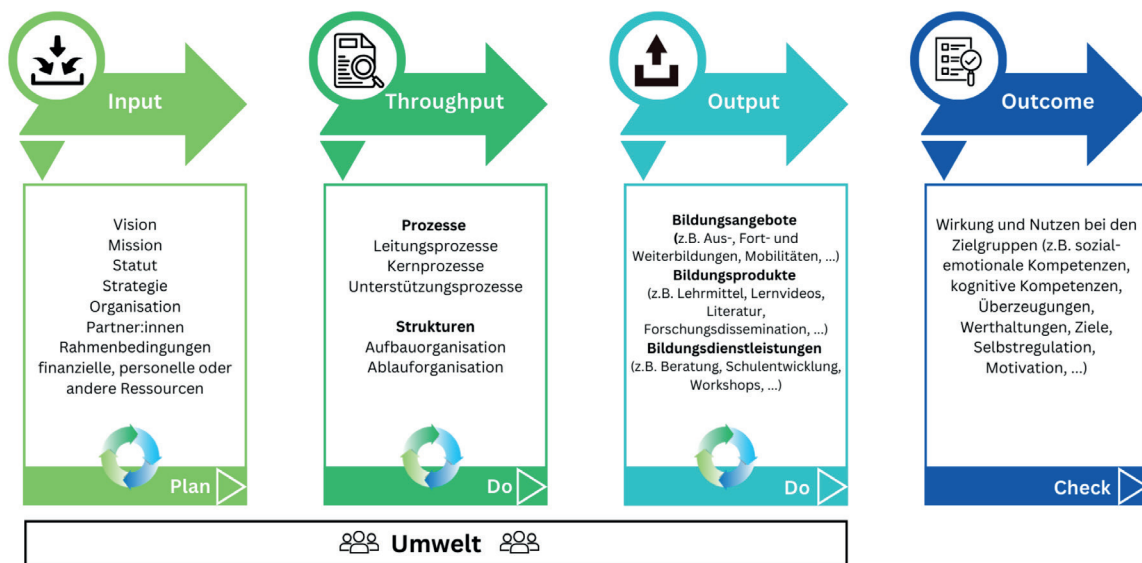 Input
Vision
Mission
Statut
Strategie
Organisation
Partner:innen
Rahmenbedingungen
finanzielle, personelle oder
andere Ressourcen
Plan
Throughput
Prozesse
Leitungsprozesse
Kernprozesse
Unterstützungsprozesse
Strukturen
Aufbauorganisation
Ablauforganisation
Do
Output
Bildungsangebote
(z.B. Aus-, Fort- und
Weiterbildungen, Mobilitäten, ...)
Bildungsprodukte
(z.B. Lehrmittel, Lernvideos,
Literatur,
Forschungsdissemination, ...)
Bildungsdienstleistungen
(z.B. Beratung, Schulentwicklung,
Workshops, ...)
Do
Outcome
Wirkung und Nutzen bei den
Zielgruppen (z.B. sozial-
emotionale Kompetenzen,
kognitive Kompetenzen,
Überzeugungen,
Werthaltungen, Ziele,
Selbstregulation,
Motivation, ...)
Check
Umwelt